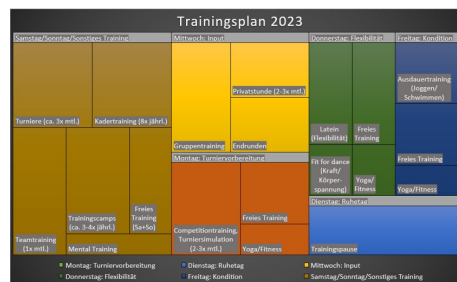 Trainingsplan 2023
Samstag/Sonntag/Sonstiges Training
Turniere (ca. 3x mtl.)
Kadertraining (8x jährl.)
Teamtraining
(1x mtl.)
Trainingscamps
(ca. 3-4x jährl.)
Freies
Training
(Sa+So)
Mental Training
Mittwoch: Input
Gruppentraining
Privatstunde (2-3x mtl.)
Endrunden
Montag: Turniervorbereitung
Competitiontraining,
Turniersimulation
(2-3x mtl.)
Freies Training
Yoga/Fitness
Donnerstag: Flexibilität
Latein
(Flexibilität)
Freies
Training
Fit for dance
(Kraft/
Körper-
spannung)
Yoga/
Fitness
Freitag: Kondition
Ausdauertraining
(Joggen/
Schwimmen)
Freies Training
Yoga/Fitness
Dienstag: Ruhetag
Trainingspause
Montag: Turniervorbereitung
Dienstag: Ruhetag
Mittwoch: Input
Donnerstag: Flexibilität
Freitag: Kondition
Samstag/Sonntag/Sonstiges Training